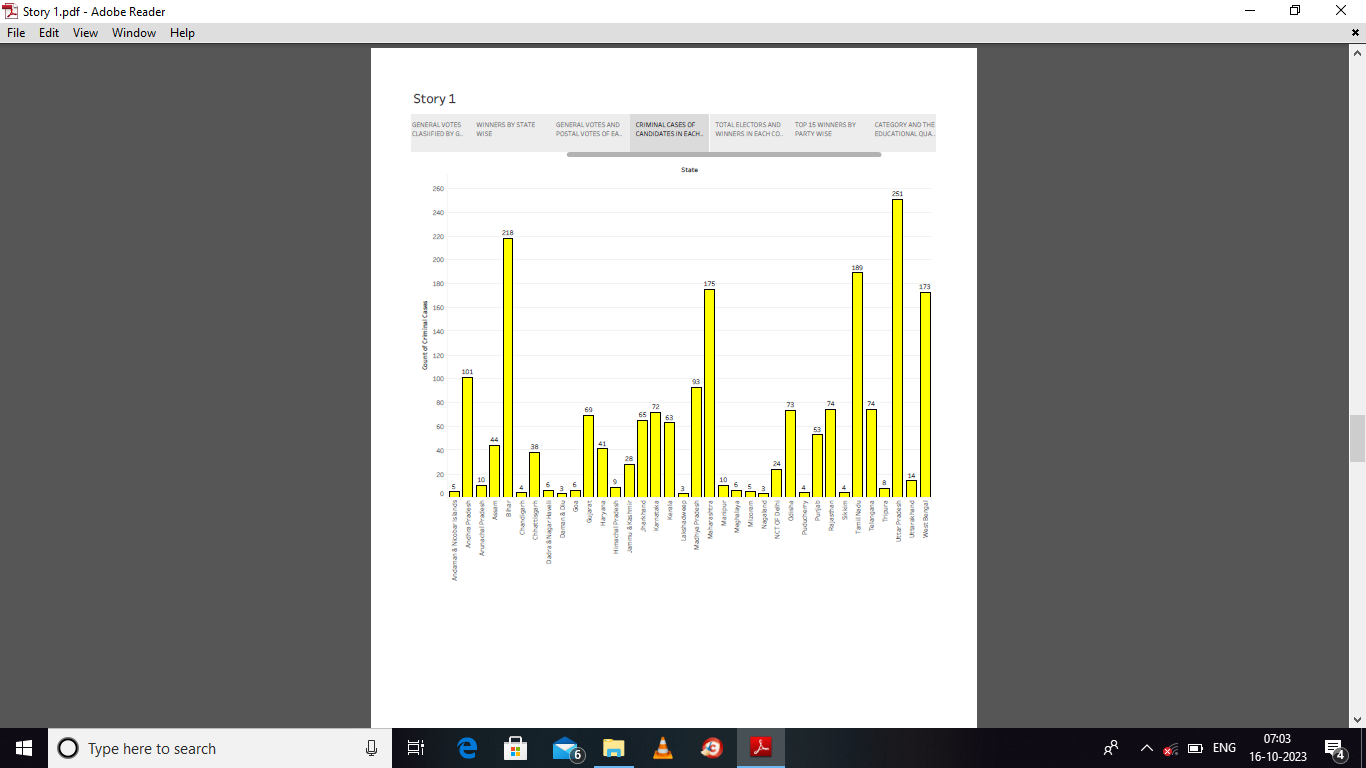 Story 1.pdf - Adobe Reader
File Edit View Window Help
Story 1
GENERAL VOTES
CLASIIFIED BY G..
WINNERS BY STATE
WISE
GENERAL VOTES AND
POSTAL VOTES OF EA..
CRIMINAL CASES OF
CANDIDATES IN EACH..
TOTAL ELECTORS AND
WINNERS IN EACH CO..
TOP 15 WINNERS BY
PARTY WISE
CATEGORY AND THE
EDUCATIONAL QUA..
State
Count of Criminal Cases
260
240
220
200
180
160
140
120
100
80
60
40
20
0
5
101
10
44
218
4
38
6
3
6
69
41
9
28
65
72
63
3
93
175
10
6
5
3
24
73
4
53
74
4
189
74
8
251
14
173
Andaman & Nicobar Islands
Andhra Pradesh
Arunachal Pradesh
Assam
Bihar
Chandigarh
Chhattisgarh
Dadra & Nagar Haveli
Daman & Diu
Goa
Gujarat
Haryana
Himachal Pradesh
Jammu & Kashmir
Jharkhand
Karnataka
Kerala
Lakshadweep
Madhya Pradesh
Maharashtra
Manipur
Meghalaya
Mizoram
Nagaland
NCT OF Delhi
Odisha
Puducherry
Punjab
Rajasthan
Sikkim
Tamil Nadu
Telangana
Tripura
Uttar Pradesh
Uttarakhand
West Bengal
Type here to search
6
ENG
07:03
16-10-2023
4